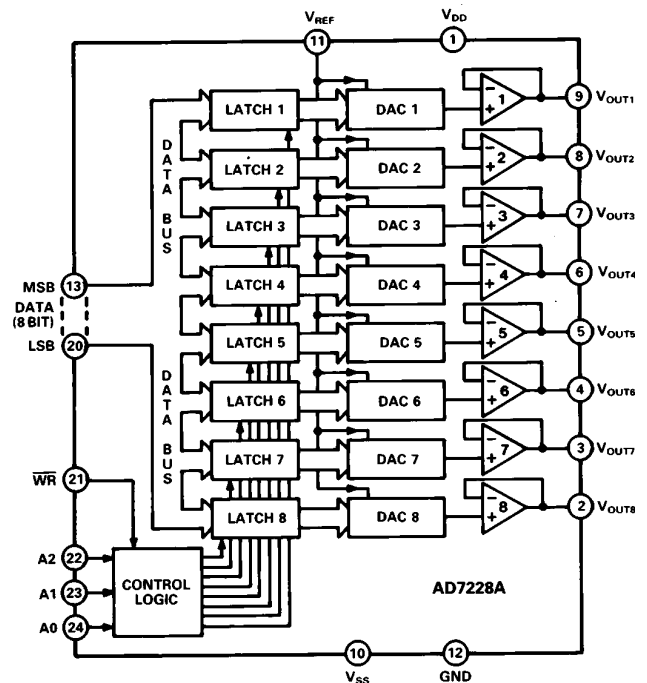 VREF
VDD
11
1
LATCH 1
DAC 1
1
9
VOUT1
LATCH 2
DAC 2
2
8
VOUT2
DATA BUS
LATCH 3
DAC 3
3
7
VOUT3
MSB
13
LATCH 4
DAC 4
4
6
VOUT4
DATA
(8 BIT)
LSB
20
LATCH 5
DAC 5
5
5
VOUT5
DATA BUS
LATCH 6
DAC 6
6
4
VOUT6
LATCH 7
DAC 7
7
3
VOUT7
WR
21
LATCH 8
DAC 8
8
2
VOUT8
A2
22
A1
23
A0
24
CONTROL
LOGIC
AD7228A
10
12
VSS
GND